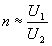 n ≈ U₁ / U₂